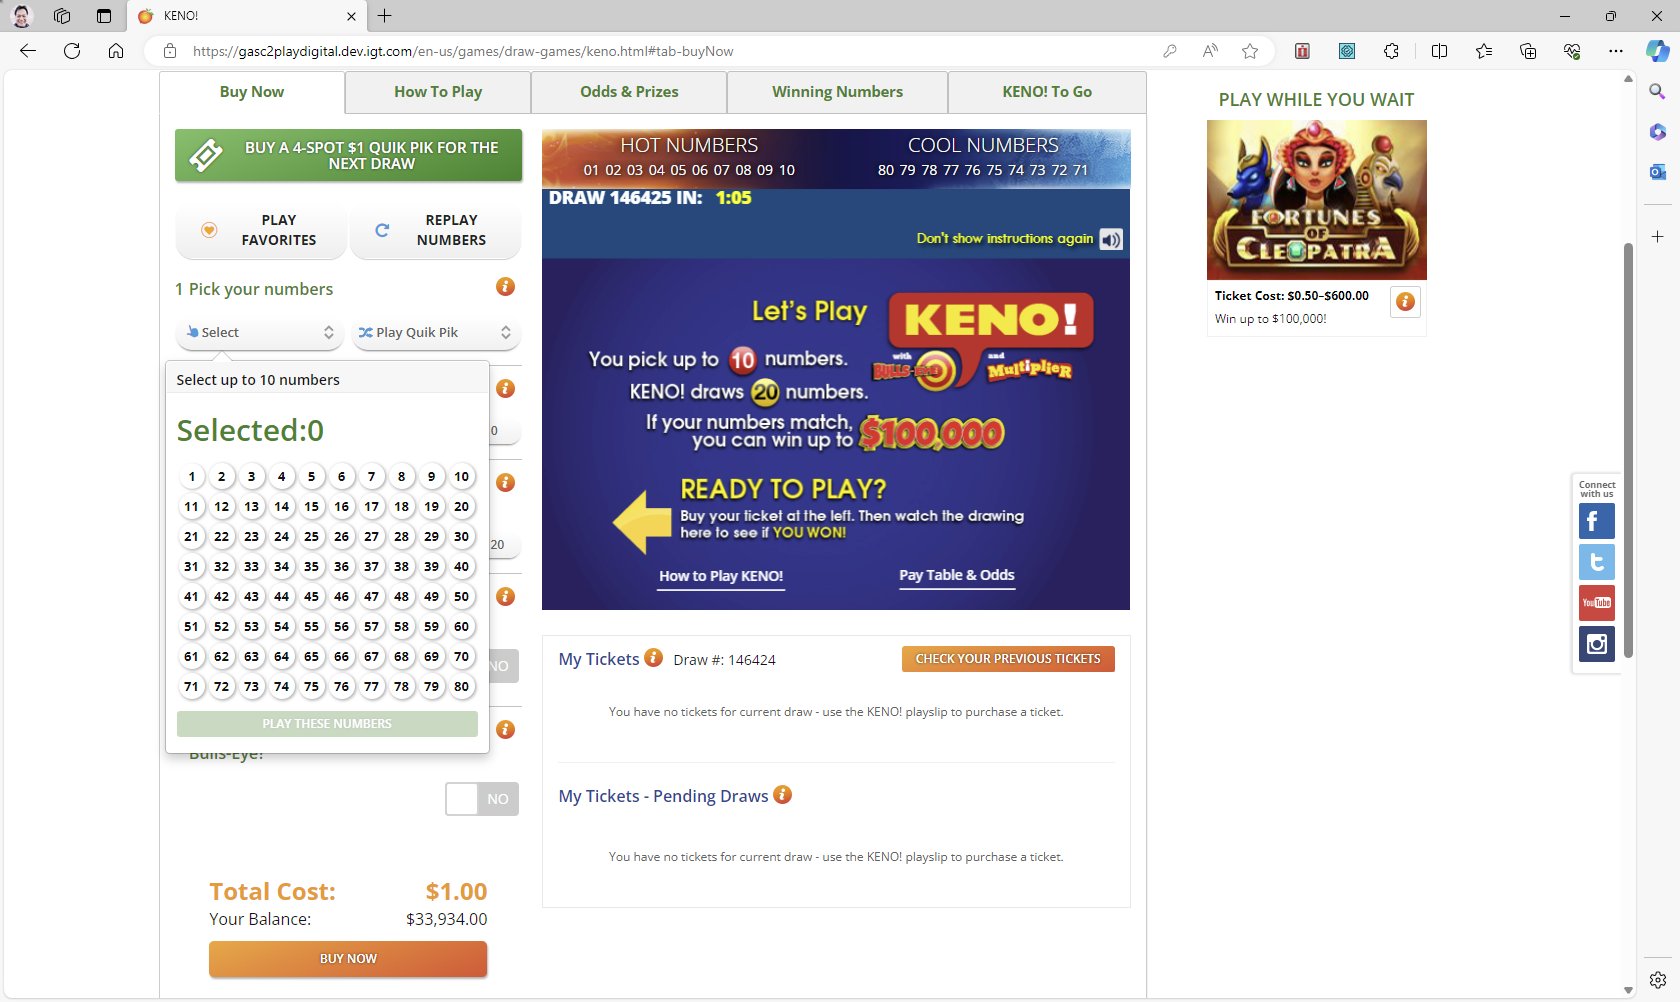 KENO!
https://gasc2playdigital.dev.igt.com/en-us/games/draw-games/keno.html#tab-buyNow
Buy Now
How To Play
Odds & Prizes
Winning Numbers
KENO! To Go
BUY A 4-SPOT $1 QUIK PIK FOR THE
NEXT DRAW
PLAY
FAVORITES
REPLAY
NUMBERS
1 Pick your numbers
Select
Play Quik Pik
Select up to 10 numbers
Selected:0
1 2 3 4 5 6 7 8 9 10
11 12 13 14 15 16 17 18 19 20
21 22 23 24 25 26 27 28 29 30
31 32 33 34 35 36 37 38 39 40
41 42 43 44 45 46 47 48 49 50
51 52 53 54 55 56 57 58 59 60
61 62 63 64 65 66 67 68 69 70
71 72 73 74 75 76 77 78 79 80
PLAY THESE NUMBERS
0
20
NO
Bulls-Eye!
NO
Total Cost: $1.00
Your Balance: $33,934.00
BUY NOW
HOT NUMBERS
01 02 03 04 05 06 07 08 09 10
COOL NUMBERS
80 79 78 77 76 75 74 73 72 71
DRAW 146425 IN: 1:05
Don't show instructions again
Let's Play KENO!
with BULLS-EYE and Multiplier
You pick up to 10 numbers.
KENO! draws 20 numbers.
If your numbers match,
you can win up to $100,000
READY TO PLAY?
Buy your ticket at the left. Then watch the drawing
here to see if YOU WON!
How to Play KENO!
Pay Table & Odds
My Tickets
Draw #: 146424
CHECK YOUR PREVIOUS TICKETS
You have no tickets for current draw - use the KENO! playslip to purchase a ticket.
My Tickets - Pending Draws
You have no tickets for current draw - use the KENO! playslip to purchase a ticket.
PLAY WHILE YOU WAIT
FORTUNES
OF
CLEOPATRA
Ticket Cost: $0.50–$600.00
Win up to $100,000!
Connect
with us
YouTube